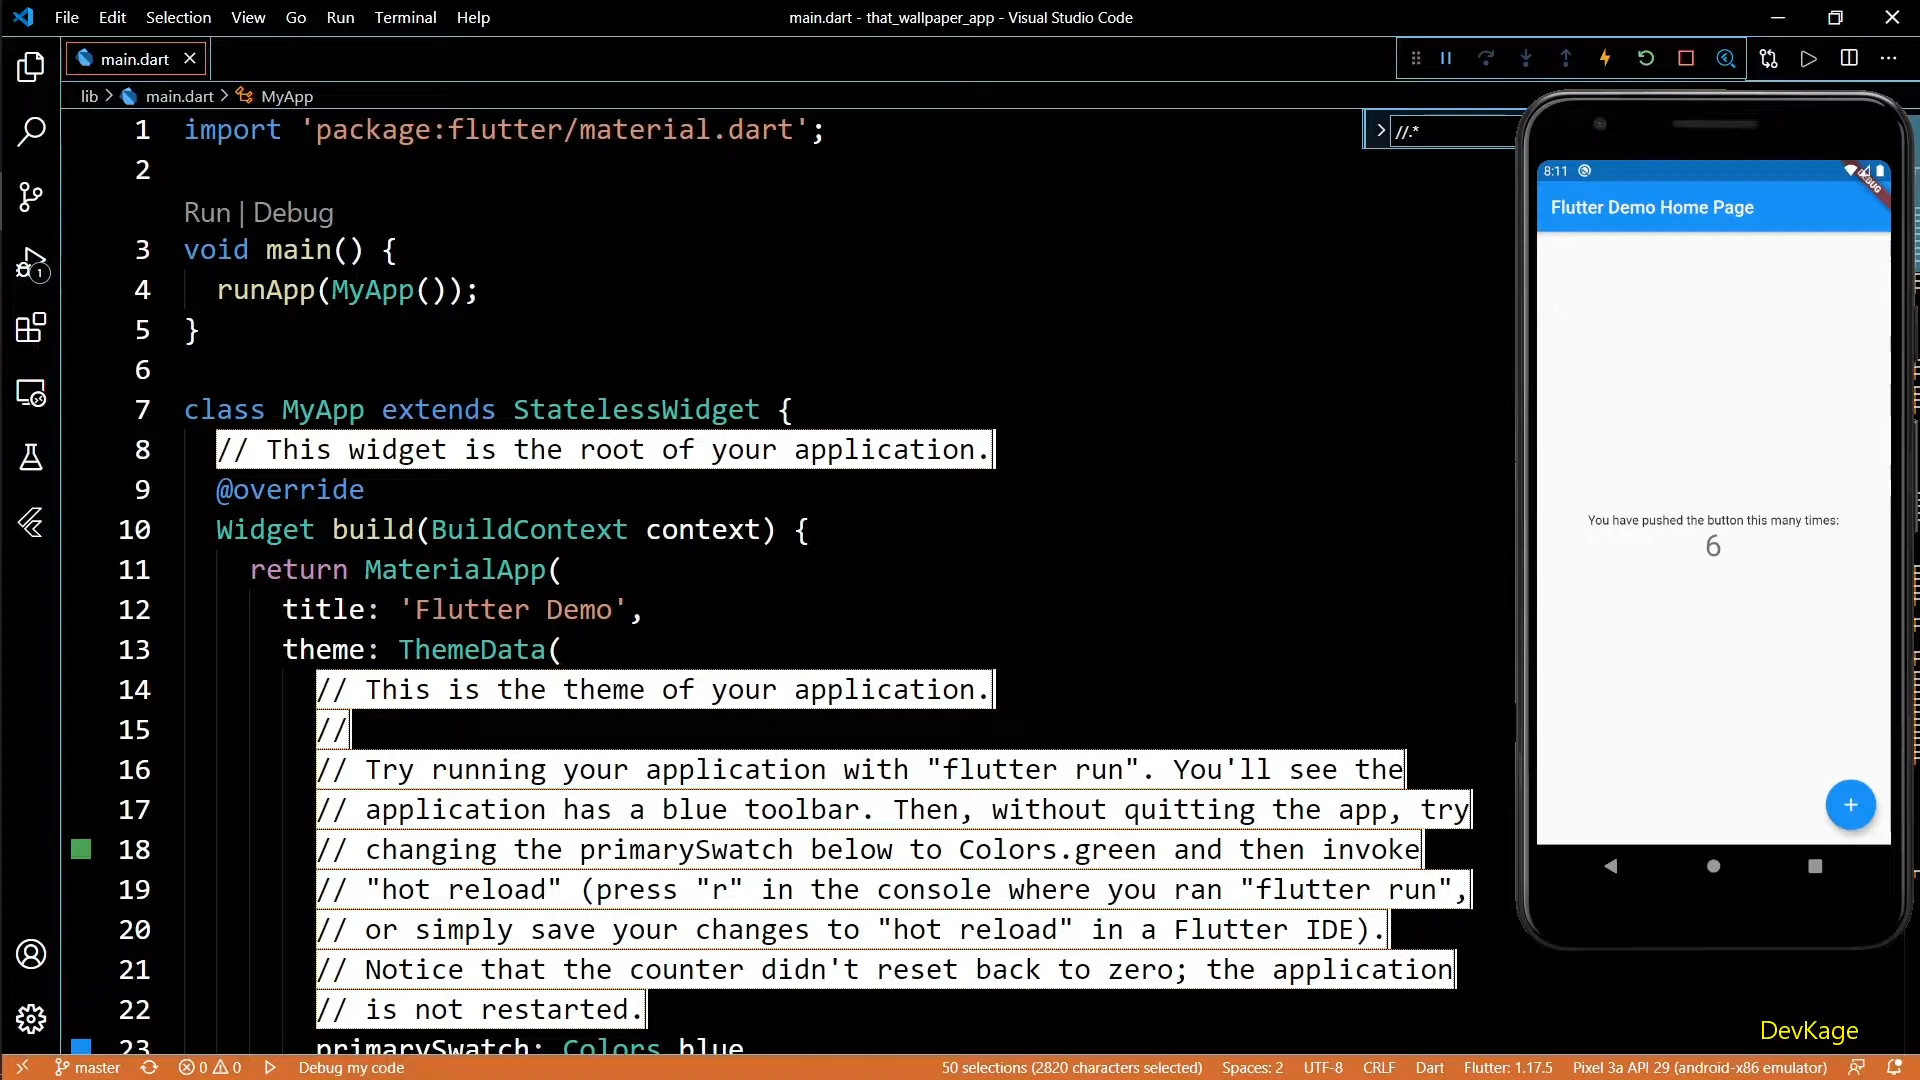 File Edit Selection View Go Run Terminal Help
main.dart - that_wallpaper_app - Visual Studio Code
main.dart
lib > main.dart > MyApp
//.*
1 import 'package:flutter/material.dart';
2
Run | Debug
3 void main() {
4 runApp(MyApp());
5 }
6
7 class MyApp extends StatelessWidget {
8 // This widget is the root of your application.
9 @override
10 Widget build(BuildContext context) {
11 return MaterialApp(
12 title: 'Flutter Demo',
13 theme: ThemeData(
14 // This is the theme of your application.
15 //
16 // Try running your application with "flutter run". You'll see the
17 // application has a blue toolbar. Then, without quitting the app, try
18 // changing the primarySwatch below to Colors.green and then invoke
19 // "hot reload" (press "r" in the console where you ran "flutter run",
20 // or simply save your changes to "hot reload" in a Flutter IDE).
21 // Notice that the counter didn't reset back to zero; the application
22 // is not restarted.
23 primarySwatch: Colors.blue
1
8:11
DEBUG
Flutter Demo Home Page
You have pushed the button this many times:
6
+
DevKage
master 0 0 Debug my code
50 selections (2820 characters selected) Spaces: 2 UTF-8 CRLF Dart Flutter: 1.17.5 Pixel 3a API 29 (android-x86 emulator)